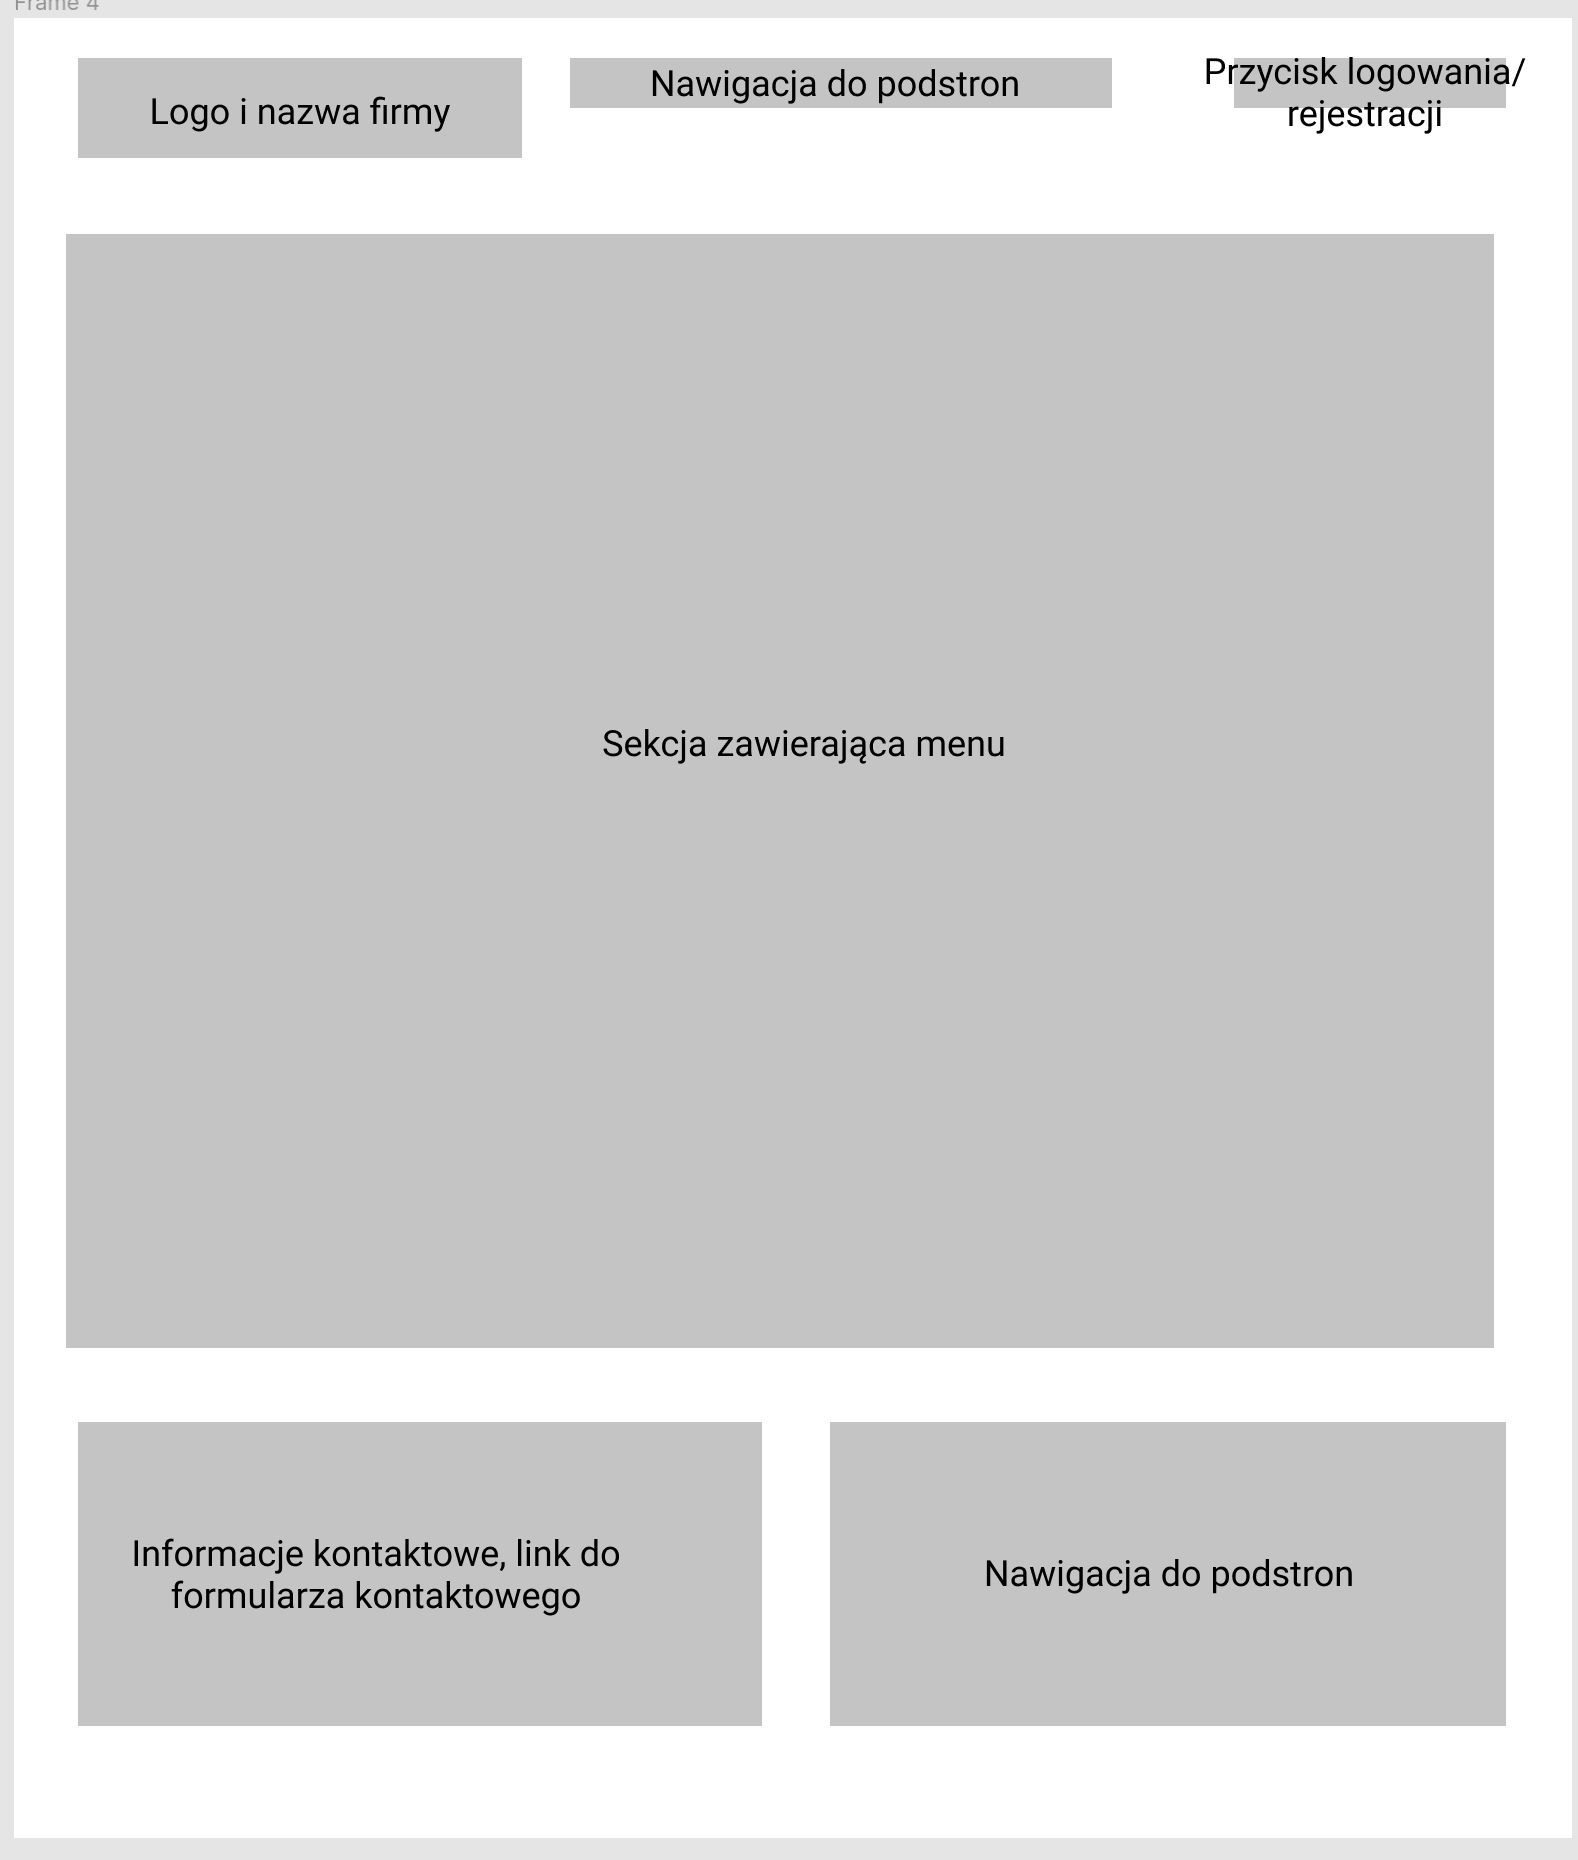 Frame 4
Logo i nazwa firmy
Nawigacja do podstron
Przycisk logowania/
rejestracji
Sekcja zawierająca menu
Informacje kontaktowe, link do
formularza kontaktowego
Nawigacja do podstron